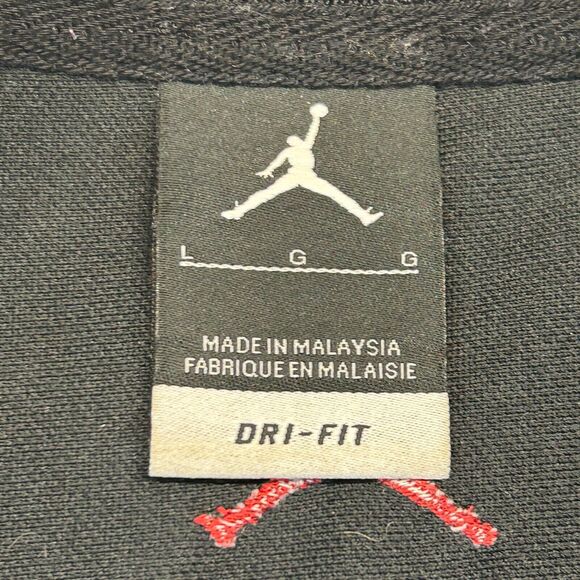 L G G
MADE IN MALAYSIA
FABRIQUE EN MALAISIE
DRI-FIT